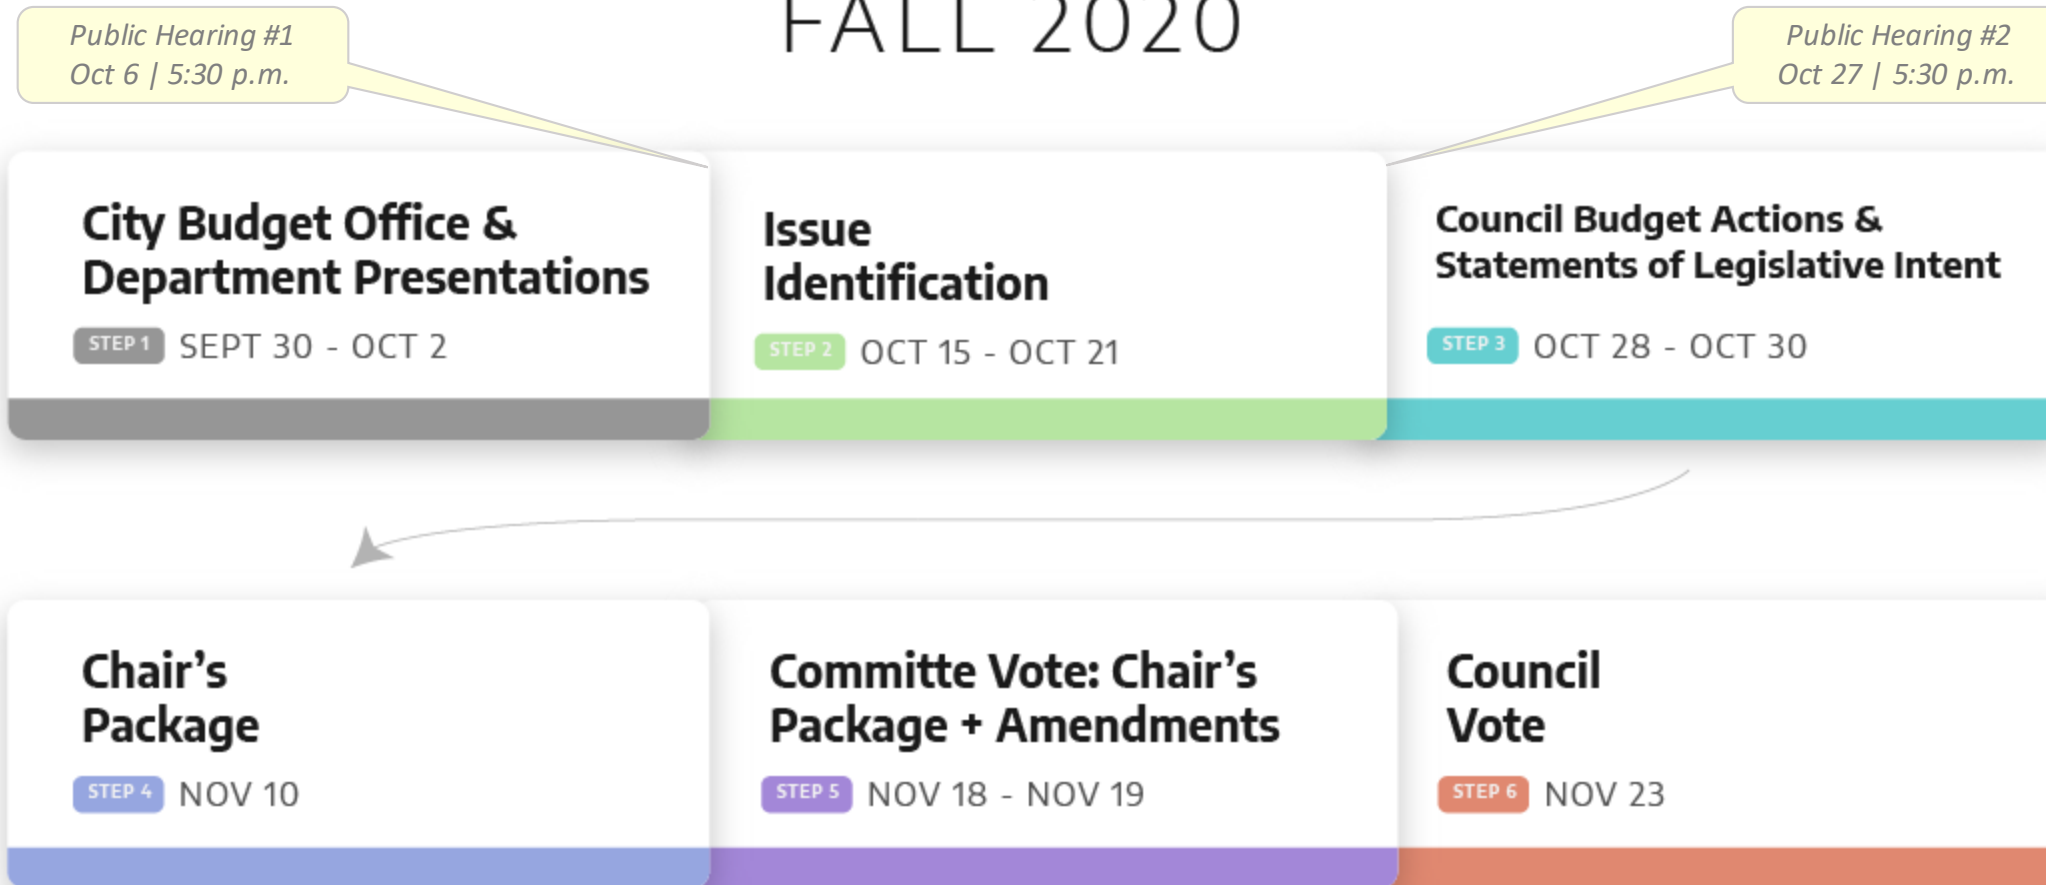 FALL 2020
Public Hearing #1
Oct 6 | 5:30 p.m.
Public Hearing #2
Oct 27 | 5:30 p.m.
City Budget Office &
Department Presentations
STEP 1 SEPT 30 - OCT 2
Issue
Identification
STEP 2 OCT 15 - OCT 21
Council Budget Actions &
Statements of Legislative Intent
STEP 3 OCT 28 - OCT 30
Chair’s
Package
STEP 4 NOV 10
Committe Vote: Chair’s
Package + Amendments
STEP 5 NOV 18 - NOV 19
Council
Vote
STEP 6 NOV 23